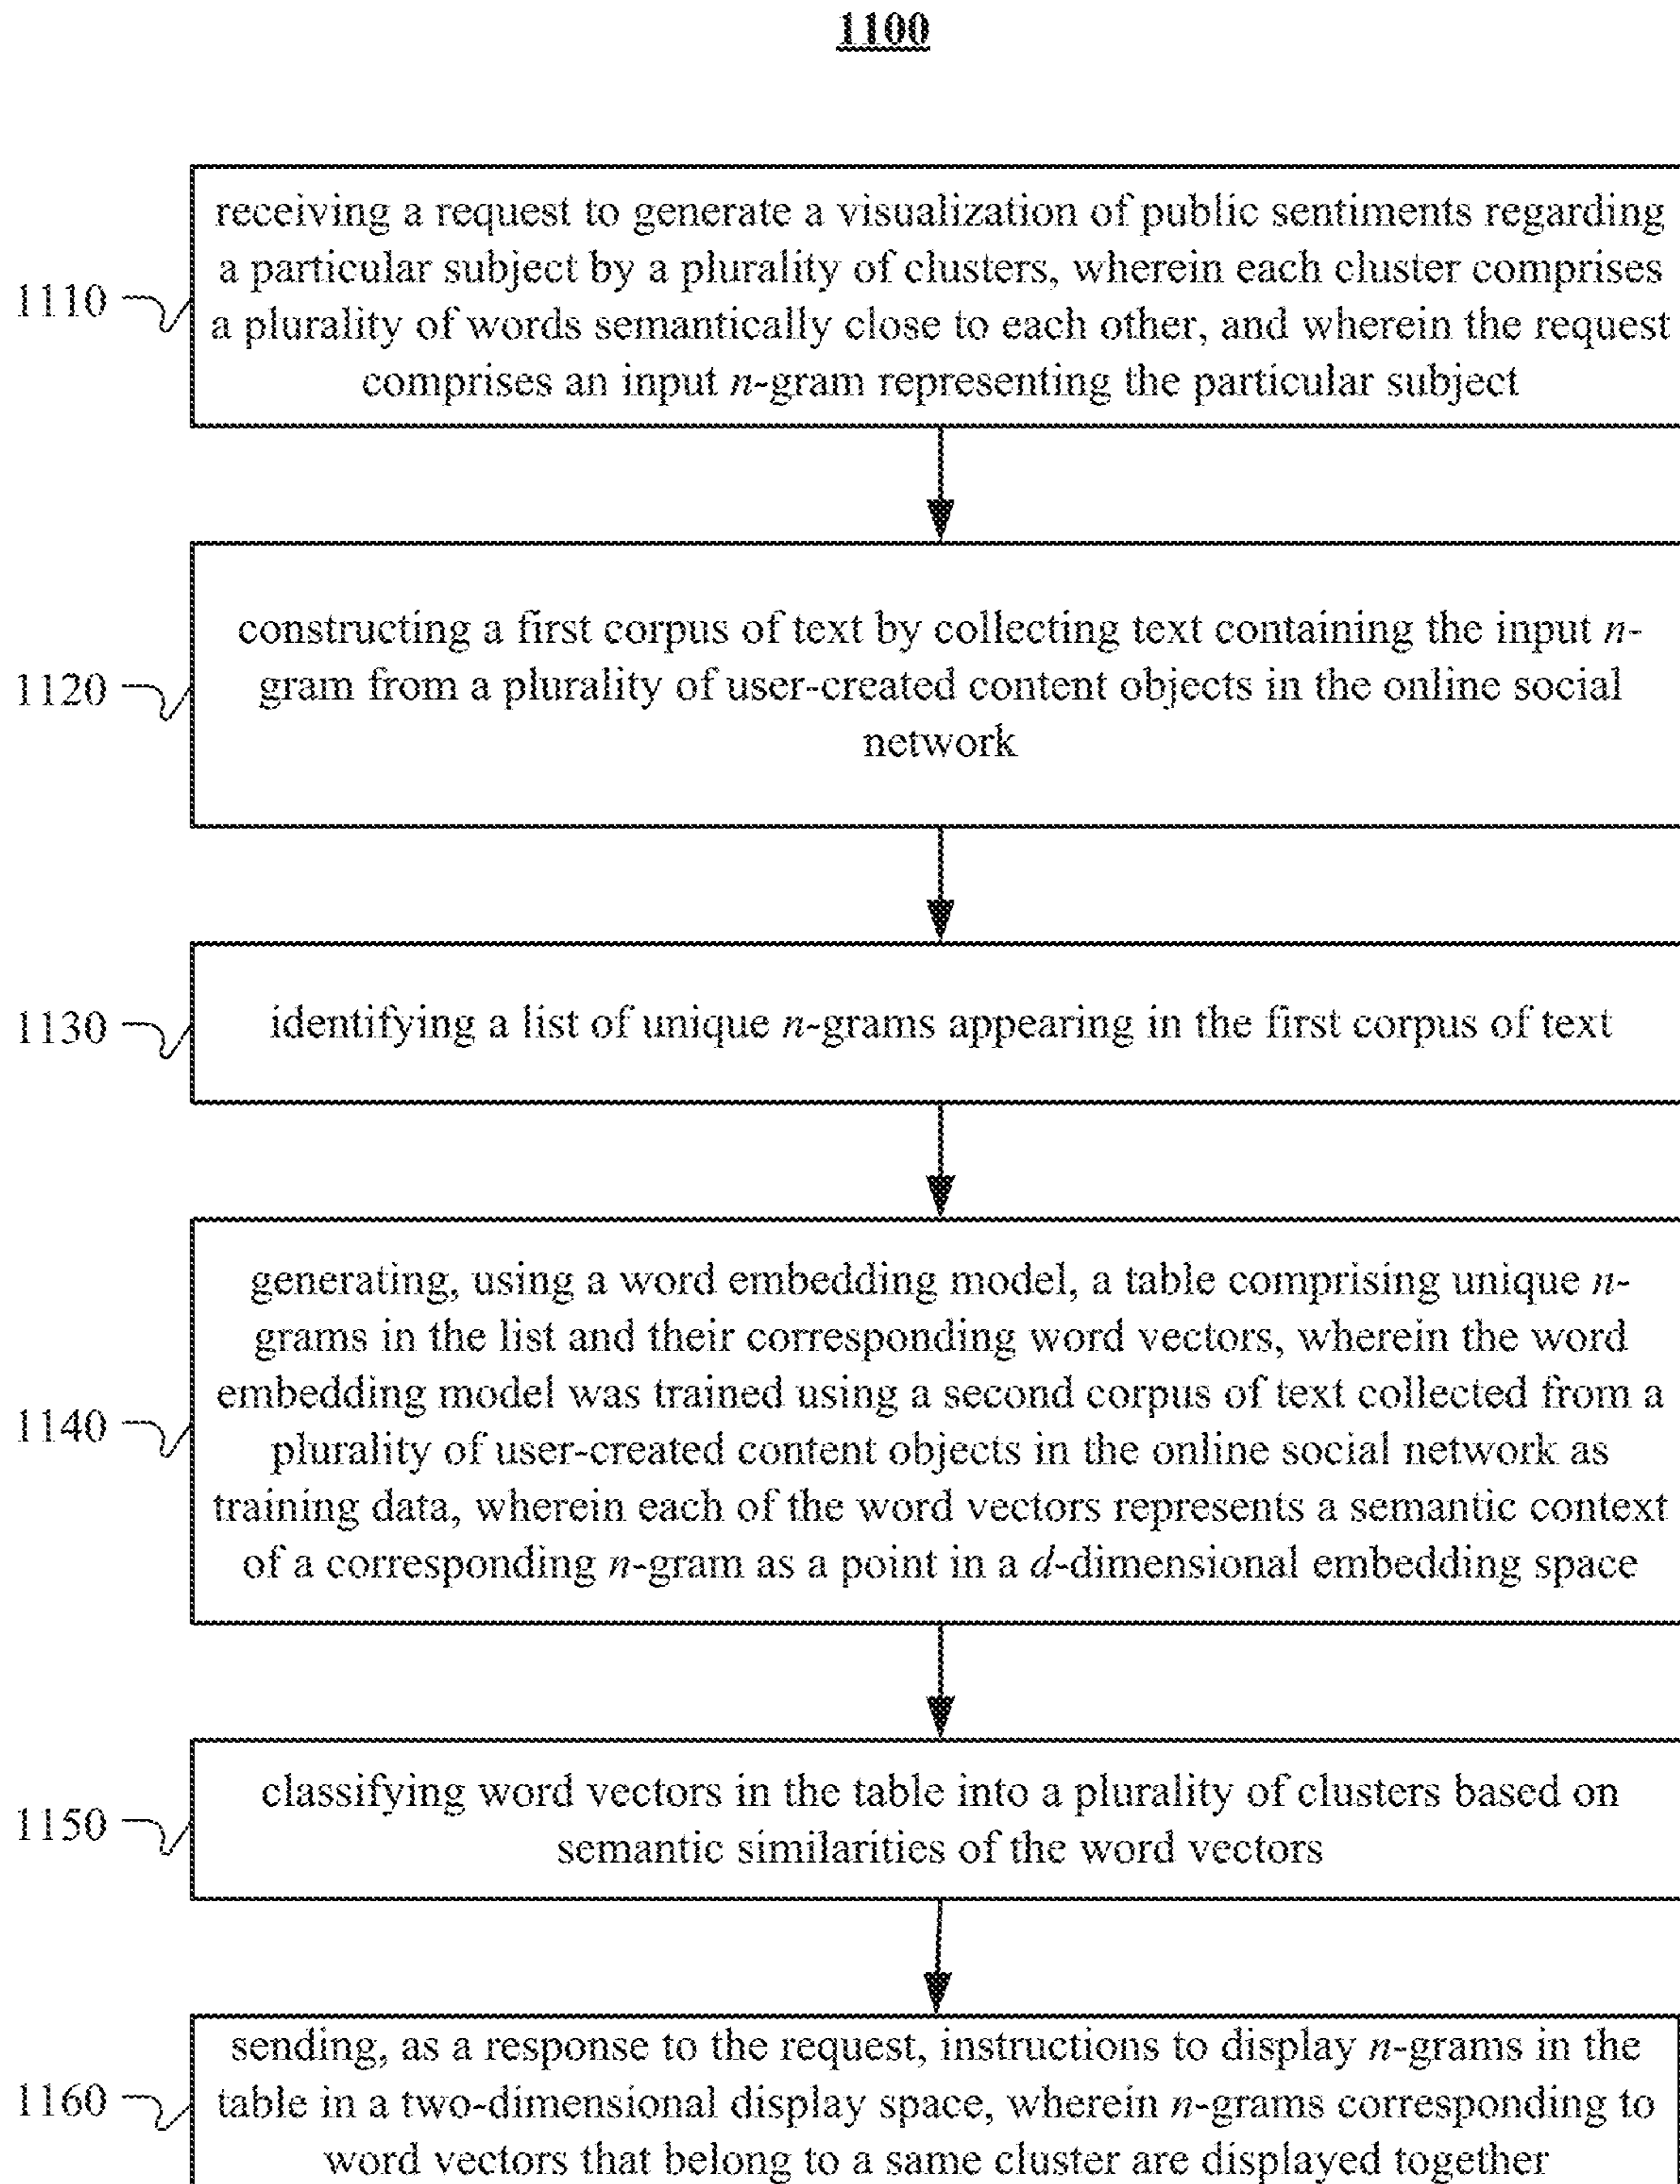 1100
receiving a request to generate a visualization of public sentiments regarding
a particular subject by a plurality of clusters, wherein each cluster comprises
1110
a plurality of words semantically close to each other, and wherein the request
comprises an input n-gram representing the particular subject
constructing a first corpus of text by collecting text containing the input n-
1120
gram from a plurality of user-created content objects in the online social
network
1130
identifying a list of unique n-grams appearing in the first corpus of text
generating, using a word embedding model, a table comprising unique n-
grams in the list and their corresponding word vectors, wherein the word
embedding model was trained using a second corpus of text collected from a
1140
plurality of user-created content objects in the online social network as
training data, wherein each of the word vectors represents a semantic context
of a corresponding n-gram as a point in a d-dimensional embedding space
1150
classifying word vectors in the table into a plurality of clusters based on
semantic similarities of the word vectors
sending, as a response to the request, instructions to display n-grams in the
1160
table in a two-dimensional display space, wherein n-grams corresponding to
word vectors that belong to a same cluster are displayed together